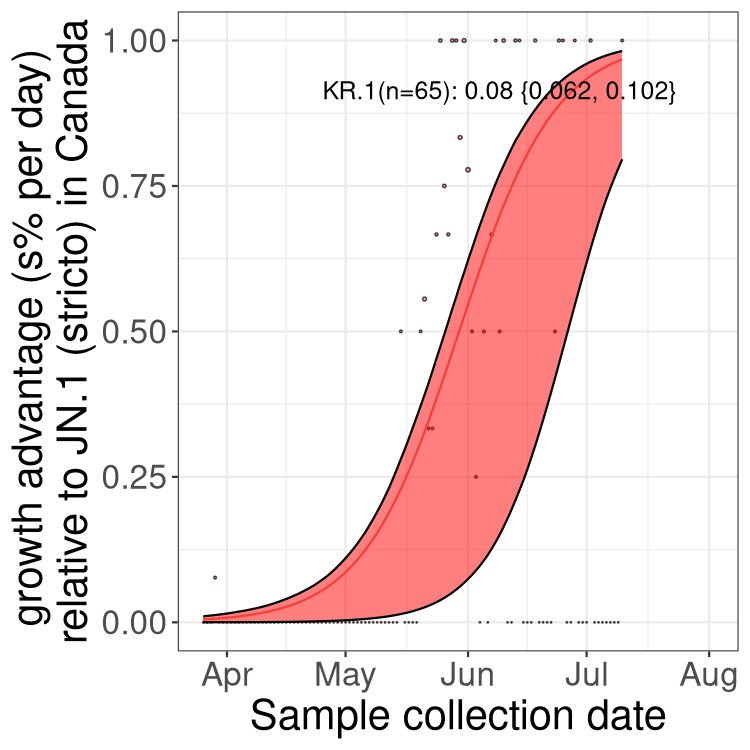 growth advantage (s% per day)
relative to JN.1 (stricto) in Canada
1.00
0.75
0.50
0.25
0.00
KR.1(n=65): 0.08 {0.062, 0.102}
Apr May Jun Jul Aug
Sample collection date